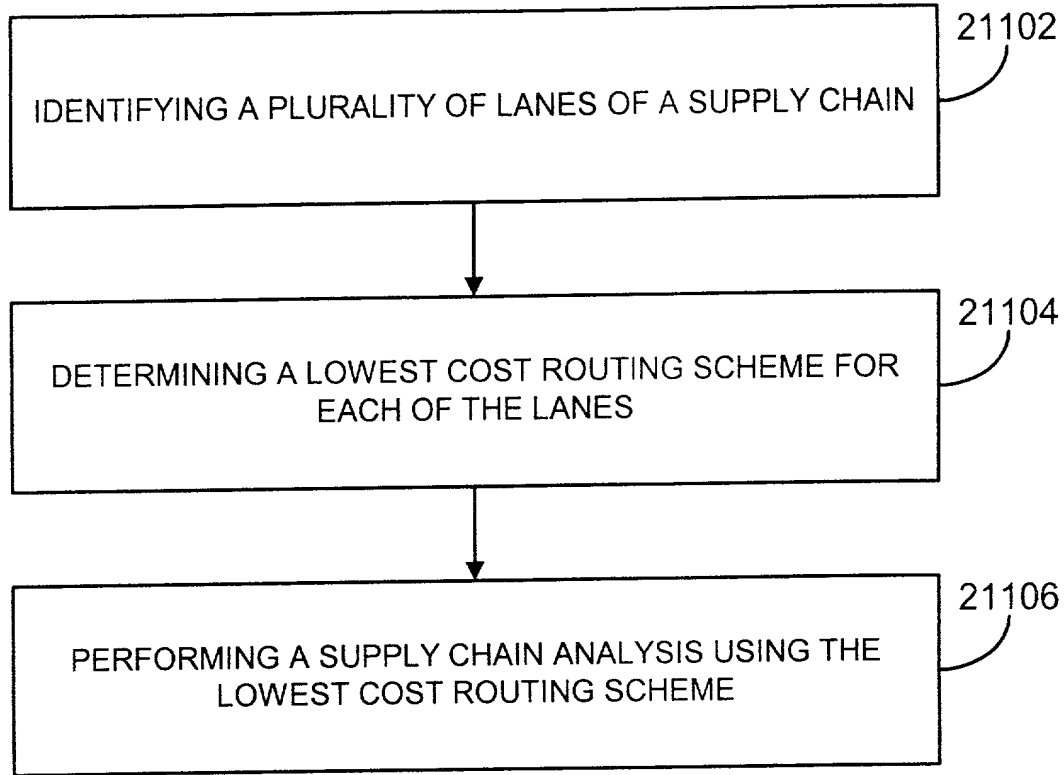 21102
IDENTIFYING A PLURALITY OF LANES OF A SUPPLY CHAIN
21104
DETERMINING A LOWEST COST ROUTING SCHEME FOR
EACH OF THE LANES
21106
PERFORMING A SUPPLY CHAIN ANALYSIS USING THE
LOWEST COST ROUTING SCHEME